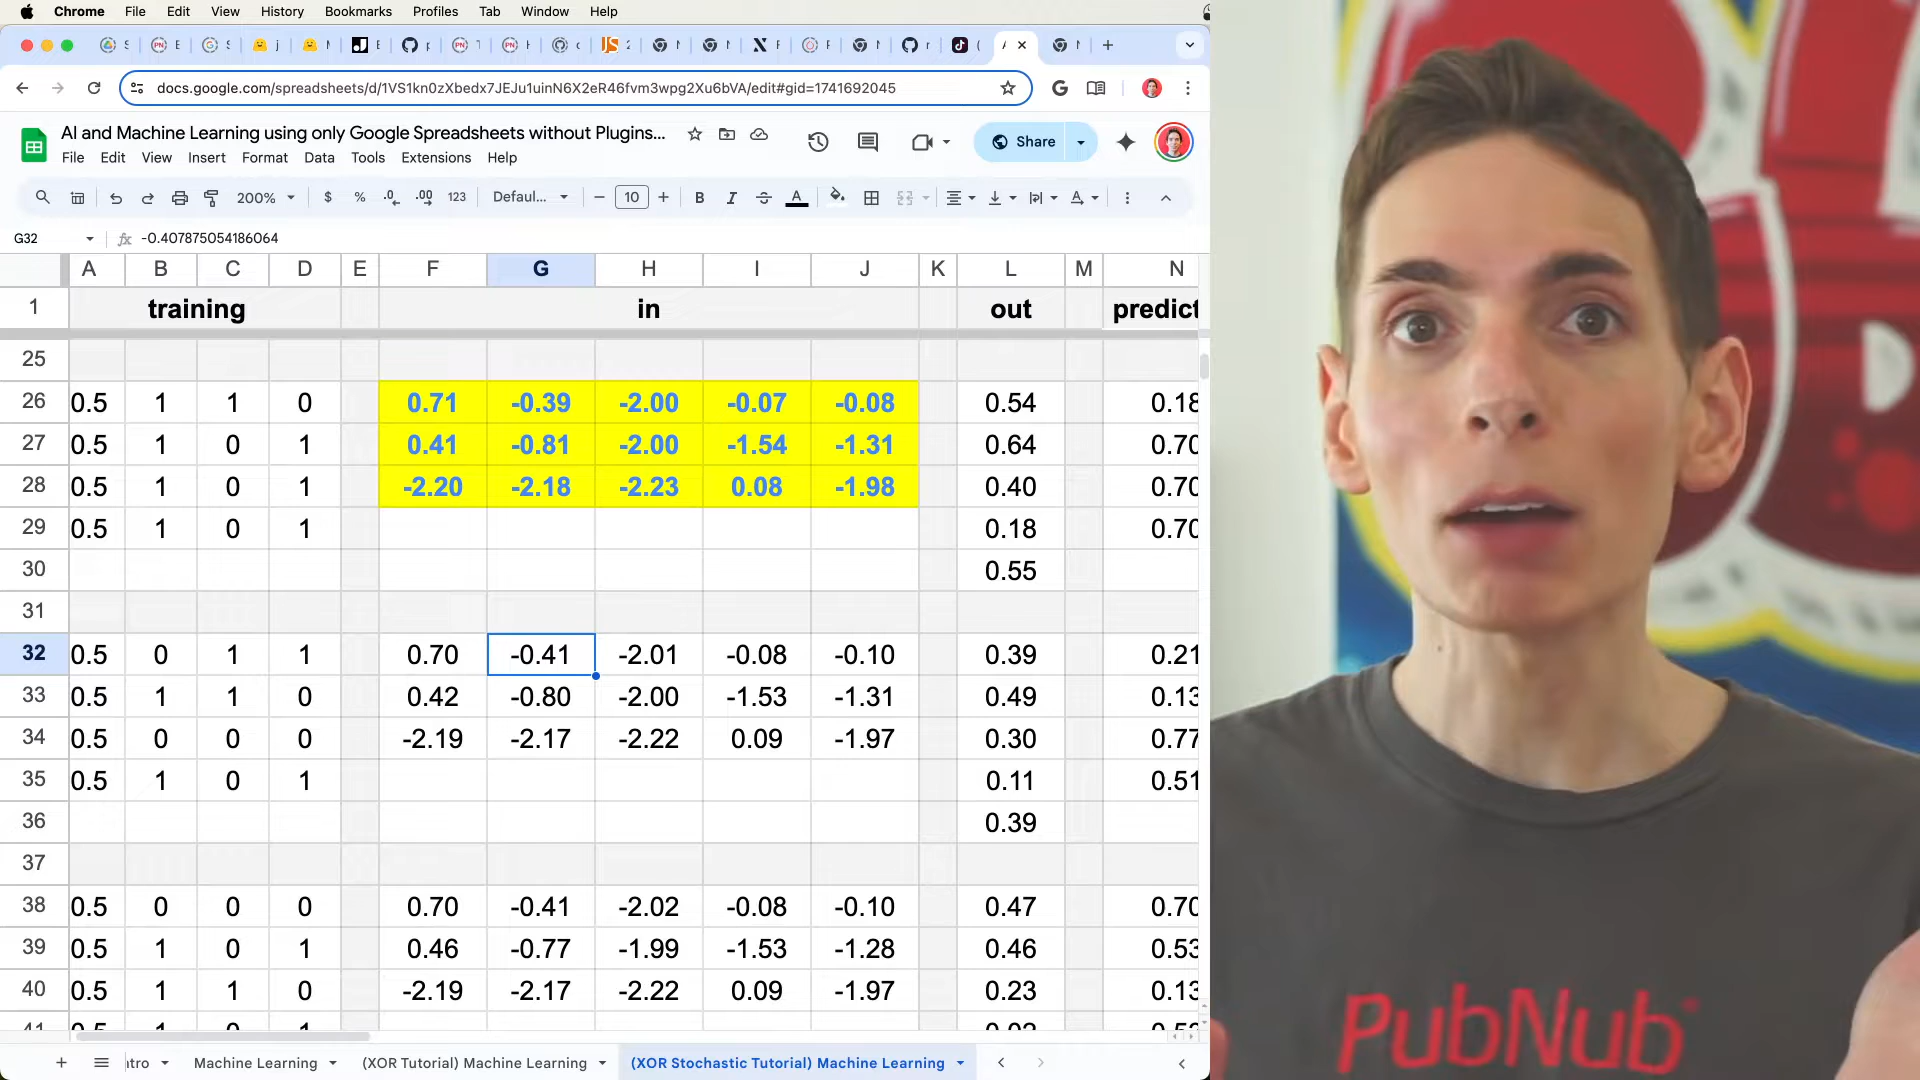 Chrome File Edit View History Bookmarks Profiles Tab Window Help
docs.google.com/spreadsheets/d/1VS1kn0zXbedx7JEJu1uinN6X2eR46fvm3wpg2Xu6bVA/edit#gid=1741692045
AI and Machine Learning using only Google Spreadsheets without Plugins...
Share
File Edit View Insert Format Data Tools Extensions Help
200% $ % .0 .00 123 Defaul... 10 B I A
G32 fx -0.407875054186064
A B C D E F G H I J K L M N
1 training in out predict
25
26 0.5 1 1 0 0.71 -0.39 -2.00 -0.07 -0.08 0.54 0.18
27 0.5 1 0 1 0.41 -0.81 -2.00 -1.54 -1.31 0.64 0.70
28 0.5 1 0 1 -2.20 -2.18 -2.23 0.08 -1.98 0.40 0.70
29 0.5 1 0 1 0.18 0.70
30 0.55
31
32 0.5 0 1 1 0.70 -0.41 -2.01 -0.08 -0.10 0.39 0.21
33 0.5 1 1 0 0.42 -0.80 -2.00 -1.53 -1.31 0.49 0.13
34 0.5 0 0 0 -2.19 -2.17 -2.22 0.09 -1.97 0.30 0.77
35 0.5 1 0 1 0.11 0.51
36 0.39
37
38 0.5 0 0 0 0.70 -0.41 -2.02 -0.08 -0.10 0.47 0.70
39 0.5 1 0 1 0.46 -0.77 -1.99 -1.53 -1.28 0.46 0.53
40 0.5 1 1 0 -2.19 -2.17 -2.22 0.09 -1.97 0.23 0.13
ntro Machine Learning (XOR Tutorial) Machine Learning (XOR Stochastic Tutorial) Machine Learning
PubNub